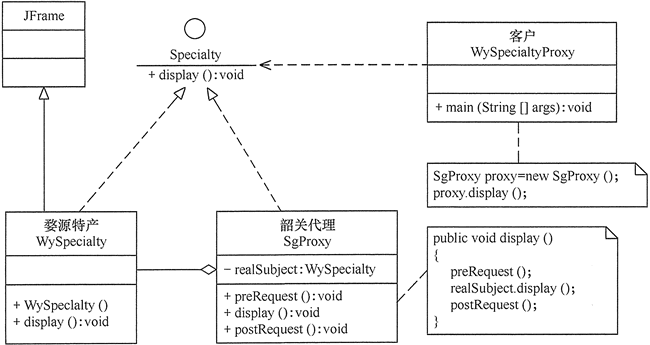 JFrame
Specialty
+ display ():void
客户
WySpecialtyProxy
+ main (String [] args):void
SgProxy proxy=new SgProxy ();
proxy.display ();
婺源特产
WySpecialty
+ WySpeclalty ()
+ display ():void
韶关代理
SgProxy
− realSubject:WySpecialty
+ preRequest ():void
+ display ():void
+ postRequest ():void
public void display ()
{
preRequest ();
realSubject.display ();
postRequest ();
}